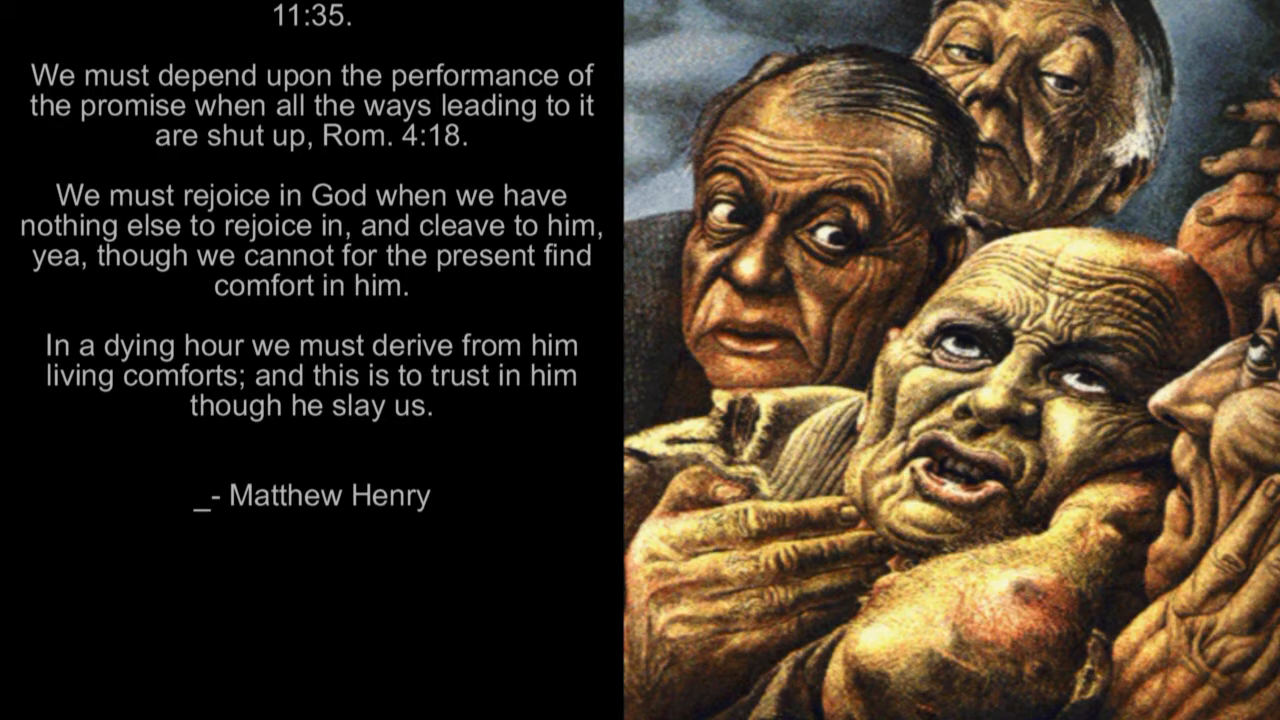 11:35.
We must depend upon the performance of
the promise when all the ways leading to it
are shut up, Rom. 4:18.
We must rejoice in God when we have
nothing else to rejoice in, and cleave to him,
yea, though we cannot for the present find
comfort in him.
In a dying hour we must derive from him
living comforts; and this is to trust in him
though he slay us.
_- Matthew Henry